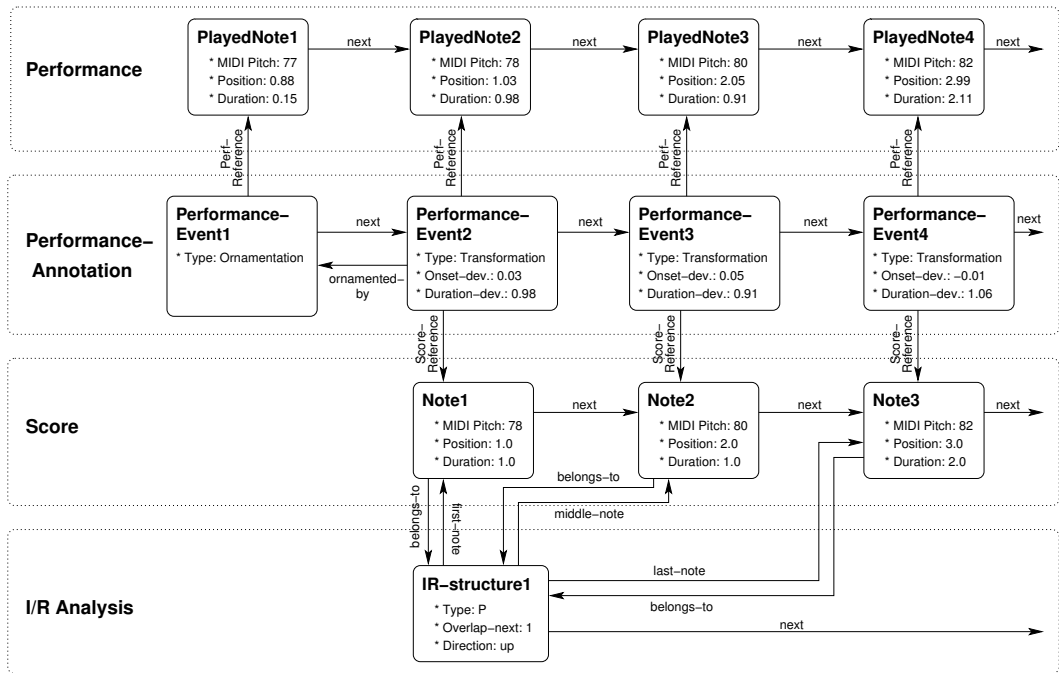 Performance
PlayedNote1
* MIDI Pitch: 77
* Position: 0.88
* Duration: 0.15
next
PlayedNote2
* MIDI Pitch: 78
* Position: 1.03
* Duration: 0.98
next
PlayedNote3
* MIDI Pitch: 80
* Position: 2.05
* Duration: 0.91
next
PlayedNote4
* MIDI Pitch: 82
* Position: 2.99
* Duration: 2.11
next
Perf−
Reference
Perf−
Reference
Perf−
Reference
Perf−
Reference
Performance−
Annotation
Performance−
Event1
* Type: Ornamentation
next
ornamented−
by
Performance−
Event2
* Type: Transformation
* Onset−dev.: 0.03
* Duration−dev.: 0.98
next
Performance−
Event3
* Type: Transformation
* Onset−dev.: 0.05
* Duration−dev.: 0.91
next
Performance−
Event4
* Type: Transformation
* Onset−dev.: −0.01
* Duration−dev.: 1.06
next
Score−
Reference
Score−
Reference
Score−
Reference
Score
Note1
* MIDI Pitch: 78
* Position: 1.0
* Duration: 1.0
next
Note2
* MIDI Pitch: 80
* Position: 2.0
* Duration: 1.0
next
Note3
* MIDI Pitch: 82
* Position: 3.0
* Duration: 2.0
next
belongs−to
first−note
belongs−to
middle−note
last−note
belongs−to
I/R Analysis
IR−structure1
* Type: P
* Overlap−next: 1
* Direction: up
next